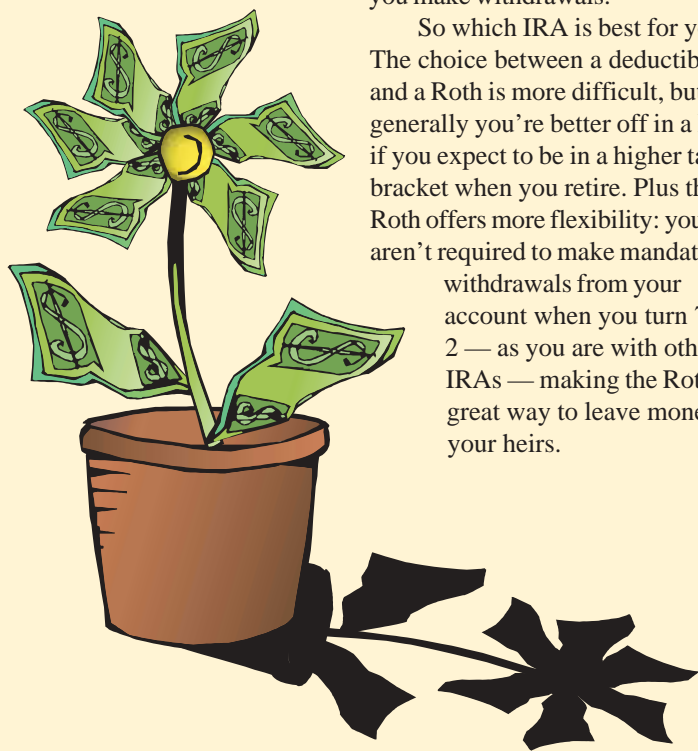 you make withdrawals.
So which IRA is best for y
The choice between a deductib
and a Roth is more difficult, but
generally you’re better off in a
if you expect to be in a higher ta
bracket when you retire. Plus th
Roth offers more flexibility: you
aren’t required to make mandat
withdrawals from your
account when you turn
2 — as you are with oth
IRAs — making the Rot
great way to leave mone
your heirs.